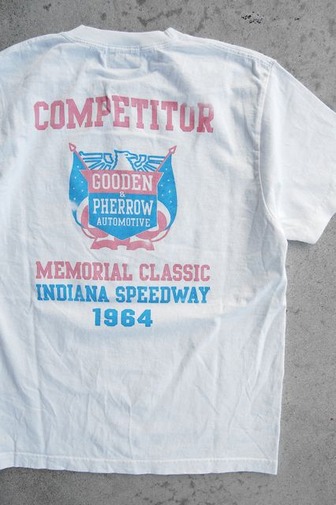 COMPETITOR
GOODEN
&
PHERROW
AUTOMOTIVE
MEMORIAL CLASSIC
INDIANA SPEEDWAY
1964